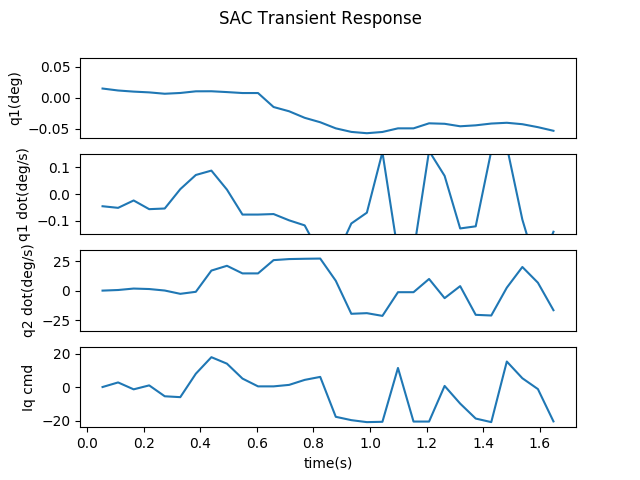 SAC Transient Response
q1(deg)
0.05
0.00
−0.05
q1 dot(deg/s)
0.1
0.0
−0.1
q2 dot(deg/s)
25
0
−25
Iq cmd
20
0
−20
0.0 0.2 0.4 0.6 0.8 1.0 1.2 1.4 1.6
time(s)